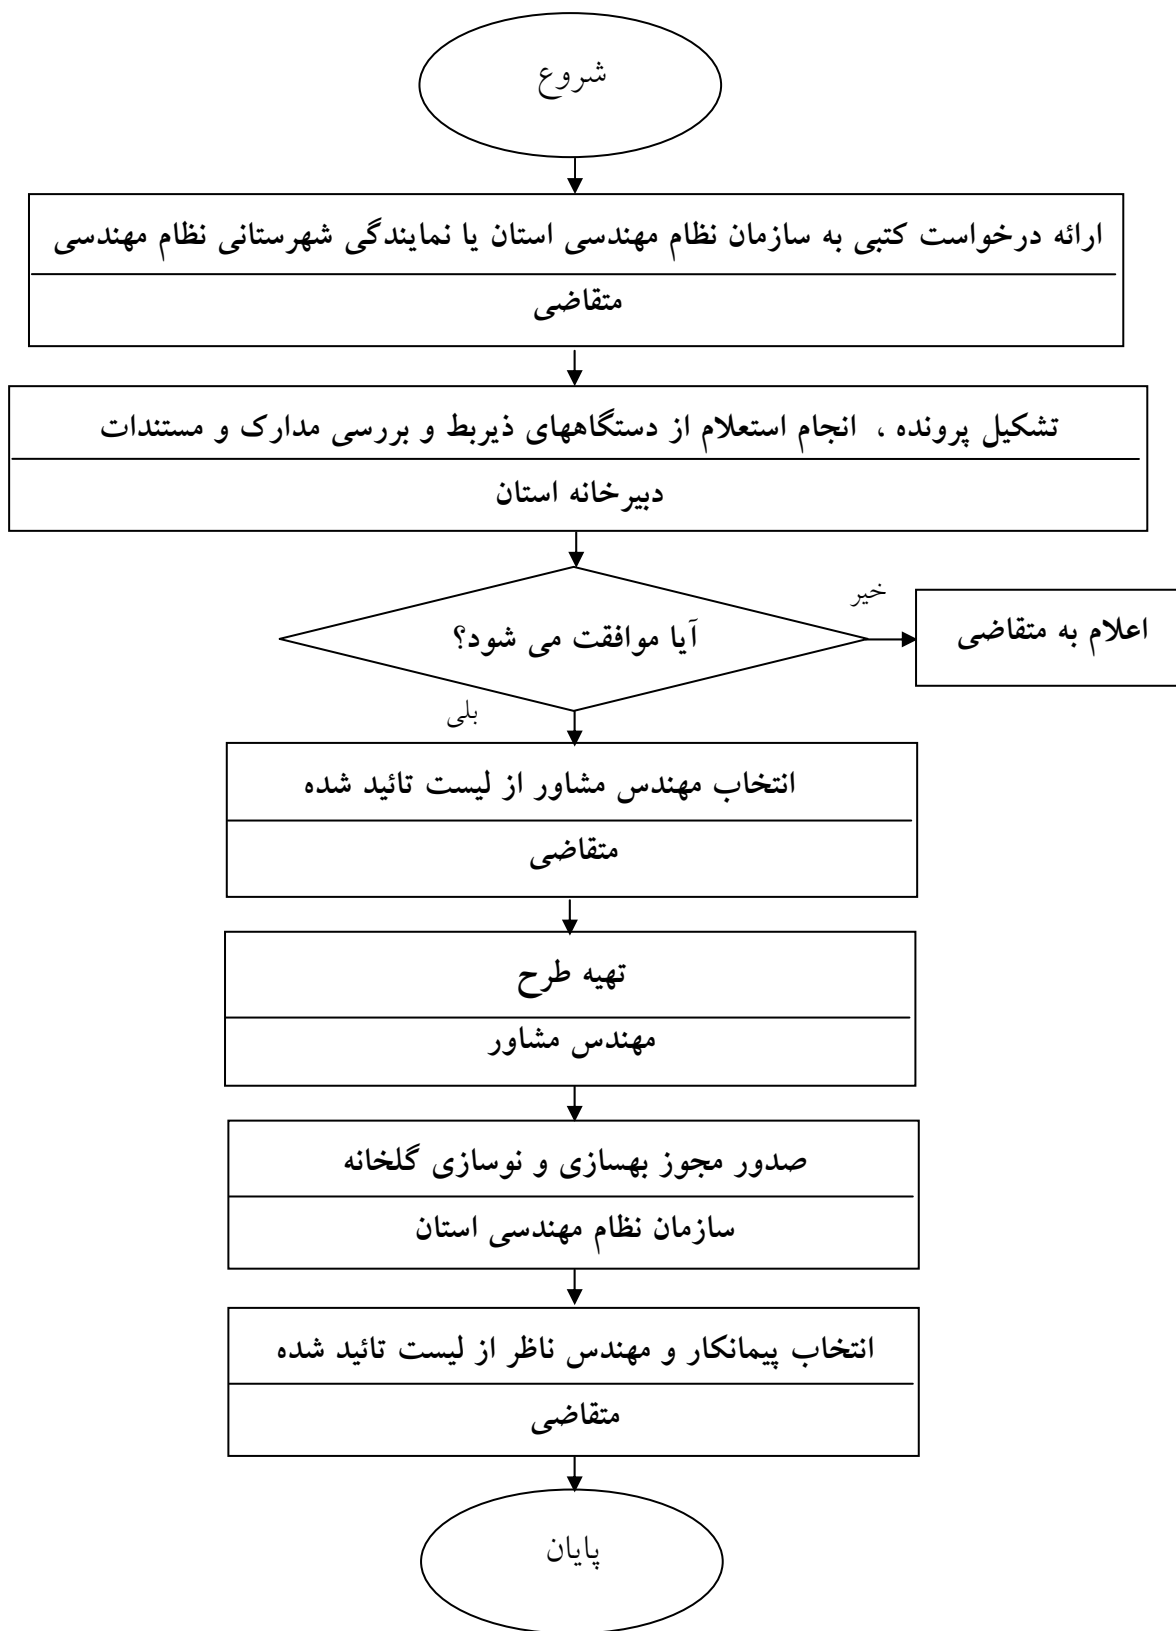 شروع
ارائه درخواست کتبی به سازمان نظام مهندسی استان یا نمایندگی شهرستانی نظام مهندسی
متقاضی
تشکیل پرونده ، انجام استعلام از دستگاههای ذیربط و بررسی مدارک و مستندات
دبیرخانه استان
آیا موافقت می شود؟
خیر
اعلام به متقاضی
بلی
انتخاب مهندس مشاور از لیست تائید شده
متقاضی
تهیه طرح
مهندس مشاور
صدور مجوز بهسازی و نوسازی گلخانه
سازمان نظام مهندسی استان
انتخاب پیمانکار و مهندس ناظر از لیست تائید شده
متقاضی
پایان